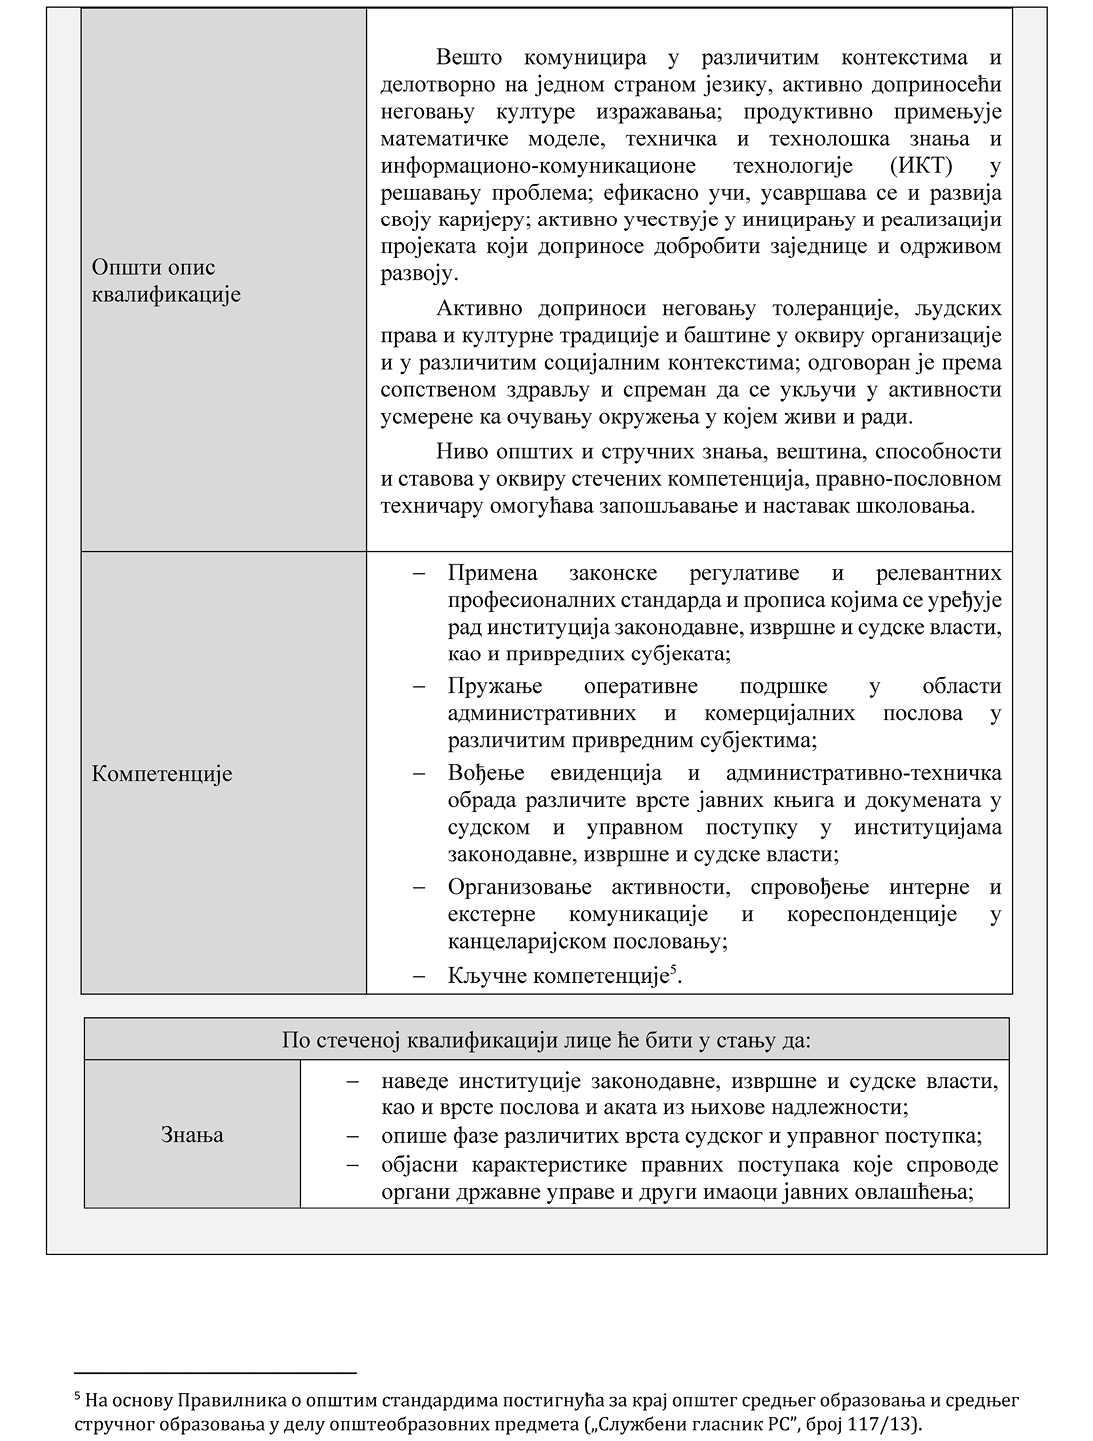 Општи опис
квалификације
Вешто комуницира у различитим контекстима и
делотворно на једном страном језику, активно доприносећи
неговању културе изражавања; продуктивно примењује
математичке моделе, техничка и технолошка знања и
информационо-комуникационе технологије (ИКТ) у
решавању проблема; ефикасно учи, усавршава се и развија
своју каријеру; активно учествује у иницирању и реализацији
пројеката који доприносе добробити заједнице и одрживом
развоју.
Активно доприноси неговању толеранције, људских
права и културне традиције и баштине у оквиру организације
и у различитим социјалним контекстима; одговоран је према
сопственом здрављу и спреман да се укључи у активности
усмерене ка очувању окружења у којем живи и ради.
Ниво општих и стручних знања, вештина, способности
и ставова у оквиру стечених компетенција, правно-пословном
техничару омогућава запошљавање и наставак школовања.
Компетенције
– Примена законске регулативе и релевантних
професионалних стандарда и прописа којима се уређује
рад институција законодавне, извршне и судске власти,
као и привредних субјеката;
– Пружање оперативне подршке у области
административних и комерцијалних послова у
различитим привредним субјектима;
– Вођење евиденција и административно-техничка
обрада различите врсте јавних књига и докумената у
судском и управном поступку у институцијама
законодавне, извршне и судске власти;
– Организовање активности, спровођење интерне и
екстерне комуникације и кореспонденције у
канцеларијском пословању;
– Кључне компетенције⁵.
По стеченој квалификацији лице ће бити у стању да:
Знања
– наведе институције законодавне, извршне и судске власти,
као и врсте послова и аката из њихове надлежности;
– опише фазе различитих врста судског и управног поступка;
– објасни карактеристике правних поступака које спроводе
органи државне управе и други имаоци јавних овлашћења;
⁵ На основу Правилника о општим стандардима постигнућа за крај општег средњег образовања и средњег
стручног образовања у делу општеобразовних предмета („Службени гласник РС”, број 117/13).